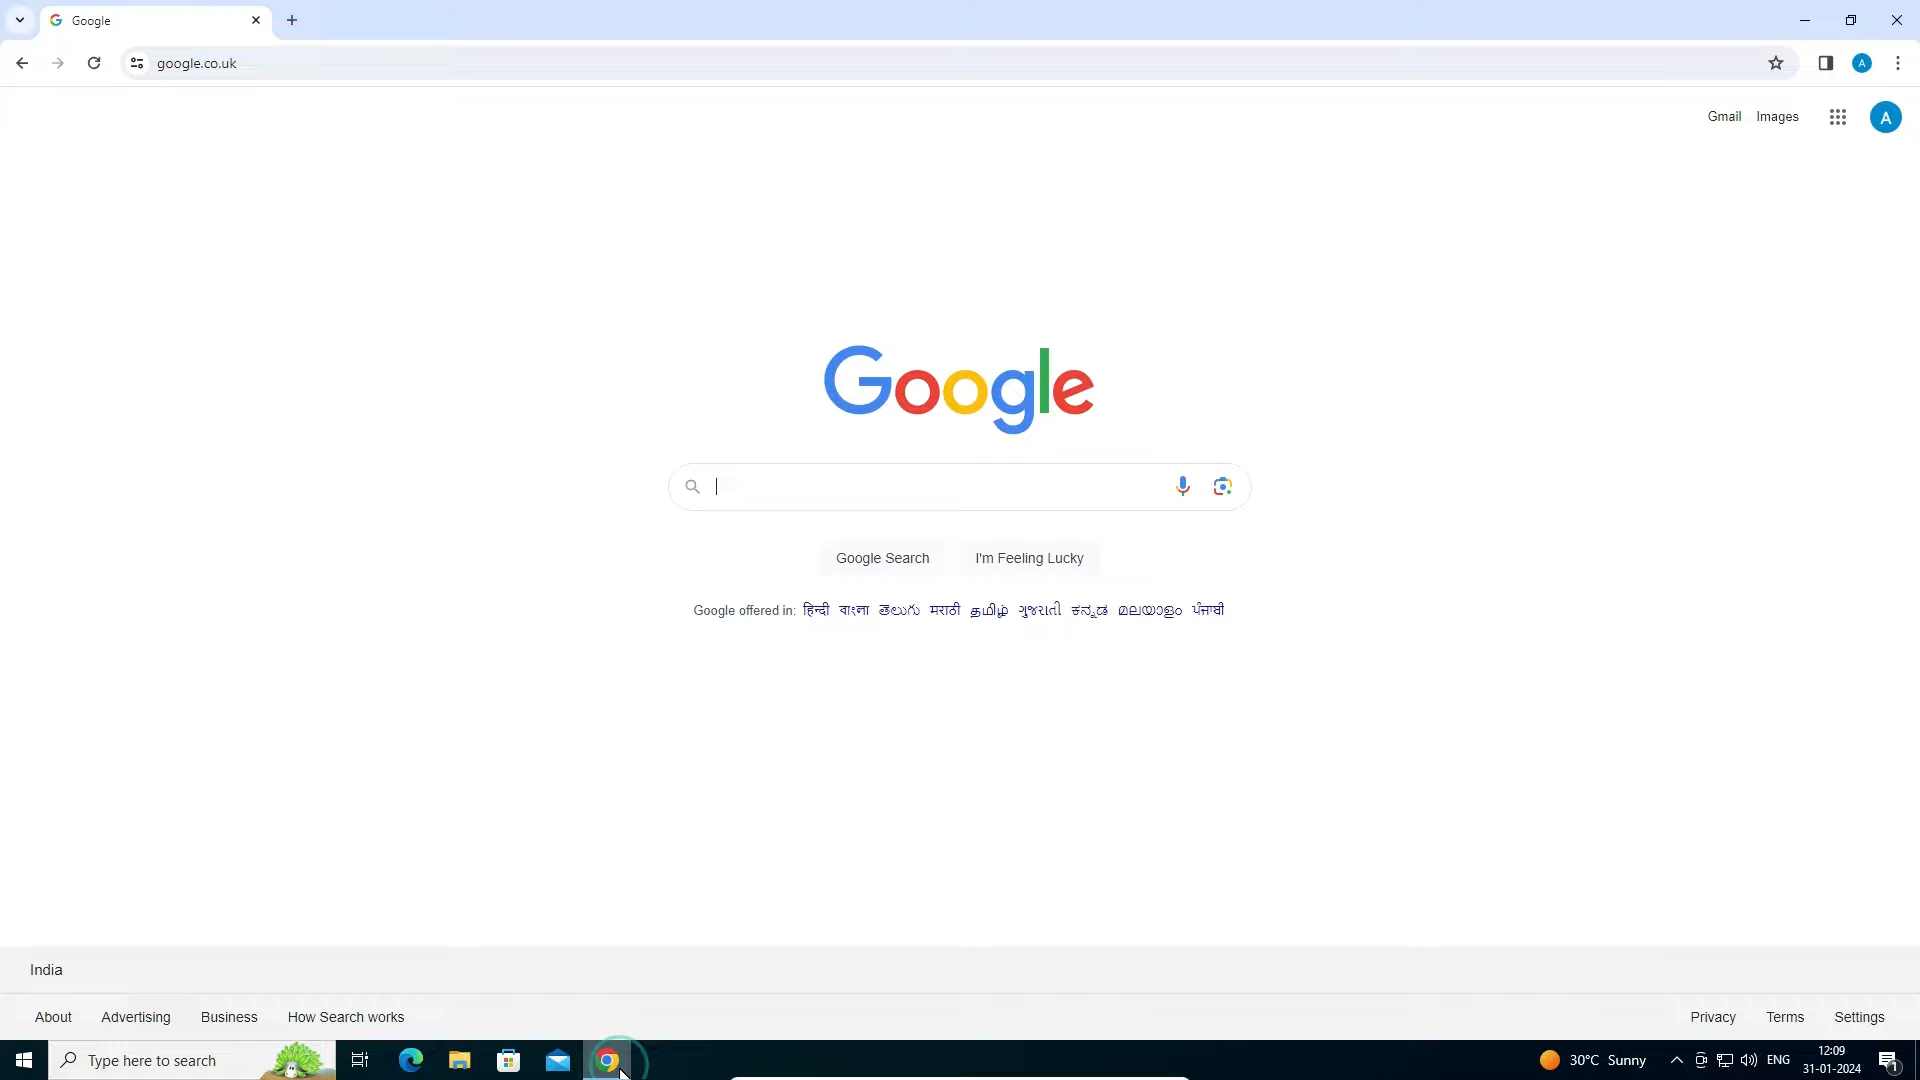 Google
google.co.uk
A
Gmail Images
A
Google
Google Search I'm Feeling Lucky
Google offered in: हिन्दी বাংলা తెలుగు मराठी தமிழ் ગુજરાતી ಕನ್ನಡ മലയാളം ਪੰਜਾਬੀ
India
About Advertising Business How Search works Privacy Terms Settings
Type here to search 30°C Sunny ENG 12:09
31-01-2024
1